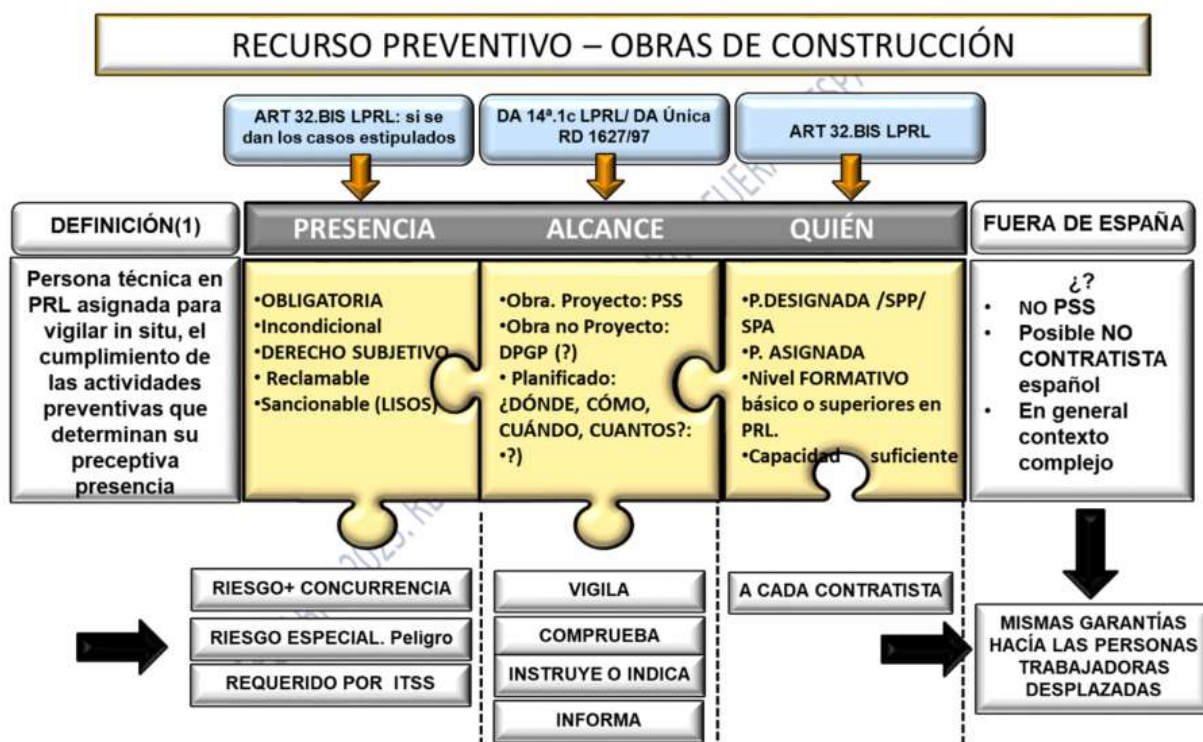 RECURSO PREVENTIVO – OBRAS DE CONSTRUCCIÓN
ART 32.BIS LPRL: si se
dan los casos estipulados
DA 14ª.1c LPRL/ DA Única
RD 1627/97
ART 32.BIS LPRL
DEFINICIÓN(1)
PRESENCIA
ALCANCE
QUIÉN
FUERA DE ESPAÑA
Persona técnica en
PRL asignada para
vigilar in situ, el
cumplimiento de
las actividades
preventivas que
determinan su
preceptiva
presencia
•OBLIGATORIA
•Incondicional
•DERECHO SUBJETIVO
• Reclamable
•Sancionable (LISOS)
•Obra. Proyecto: PSS
•Obra no Proyecto:
DPGP (?)
• Planificado:
¿DÓNDE, CÓMO,
CUÁNDO, CUANTOS?:
•?)
•P.DESIGNADA /SPP/
SPA
•P. ASIGNADA
•Nivel FORMATIVO
básico o superiores en
PRL.
•Capacidad suficiente
¿?
• NO PSS
• Posible NO
CONTRATISTA
español
• En general
contexto
complejo
RIESGO+ CONCURRENCIA
RIESGO ESPECIAL. Peligro
REQUERIDO POR ITSS
VIGILA
COMPRUEBA
INSTRUYE O INDICA
INFORMA
A CADA CONTRATISTA
MISMAS GARANTÍAS
HACÍA LAS PERSONAS
TRABAJADORAS
DESPLAZADAS